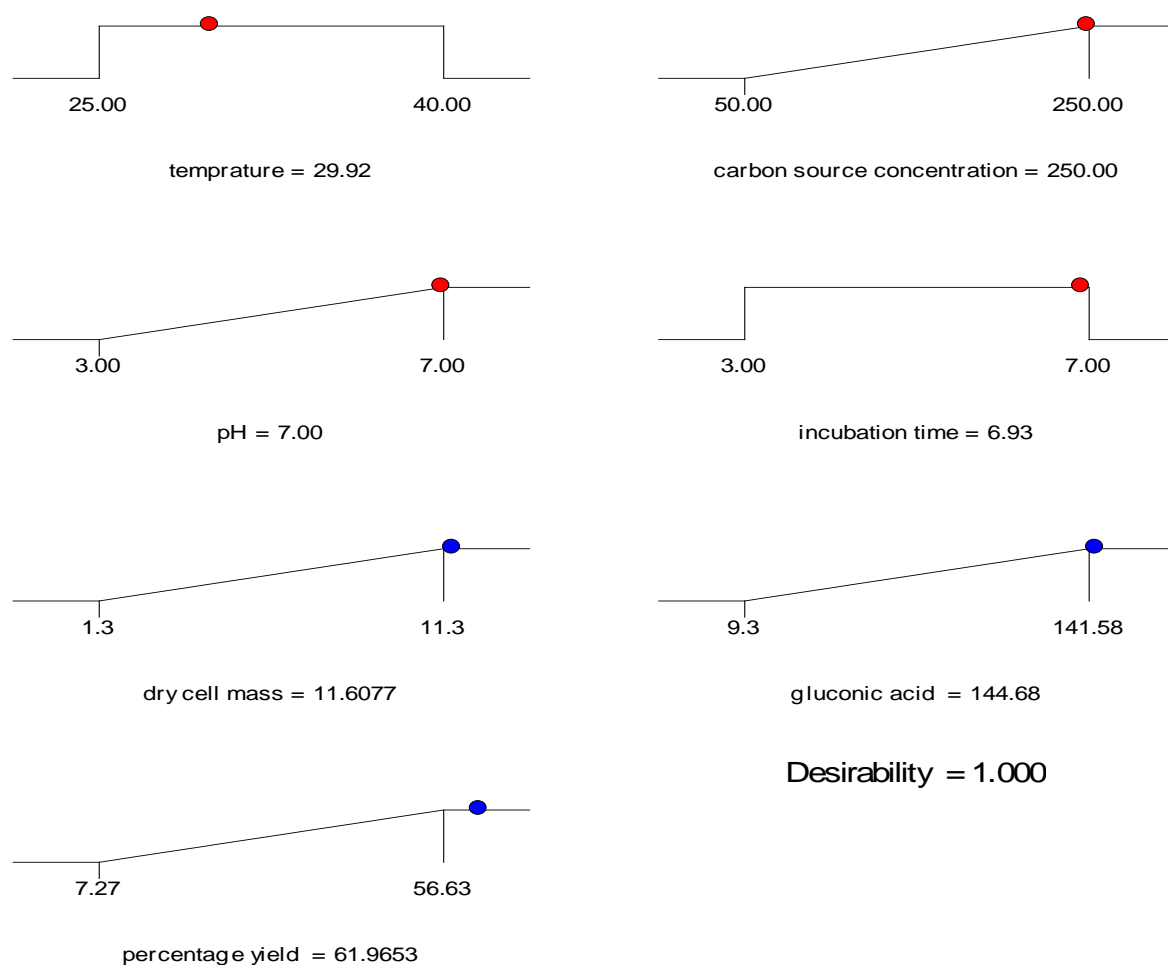 25.00 40.00
temprature = 29.92
50.00 250.00
carbon source concentration = 250.00
3.00 7.00
pH = 7.00
3.00 7.00
incubation time = 6.93
1.3 11.3
dry cell mass = 11.6077
9.3 141.58
gluconic acid = 144.68
7.27 56.63
percentage yield = 61.9653
Desirability = 1.000